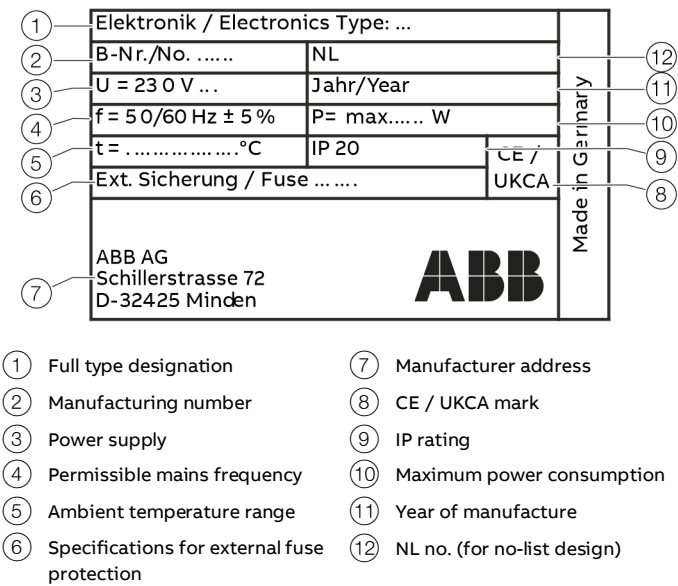 1 Elektronik / Electronics Type: ...
2 B-Nr./No. ...... NL 12
3 U = 230 V ... Jahr/Year 11
4 f = 50/60 Hz ± 5 % P= max...... W 10
5 t = . ... ... ... ... ... .°C IP 20 9
CE /
6 Ext. Sicherung / Fuse ... ... . UKCA 8
Made in Germany
ABB AG
7 Schillerstrasse 72
D-32425 Minden
ABB
1 Full type designation
2 Manufacturing number
3 Power supply
4 Permissible mains frequency
5 Ambient temperature range
6 Specifications for external fuse
protection
7 Manufacturer address
8 CE / UKCA mark
9 IP rating
10 Maximum power consumption
11 Year of manufacture
12 NL no. (for no-list design)